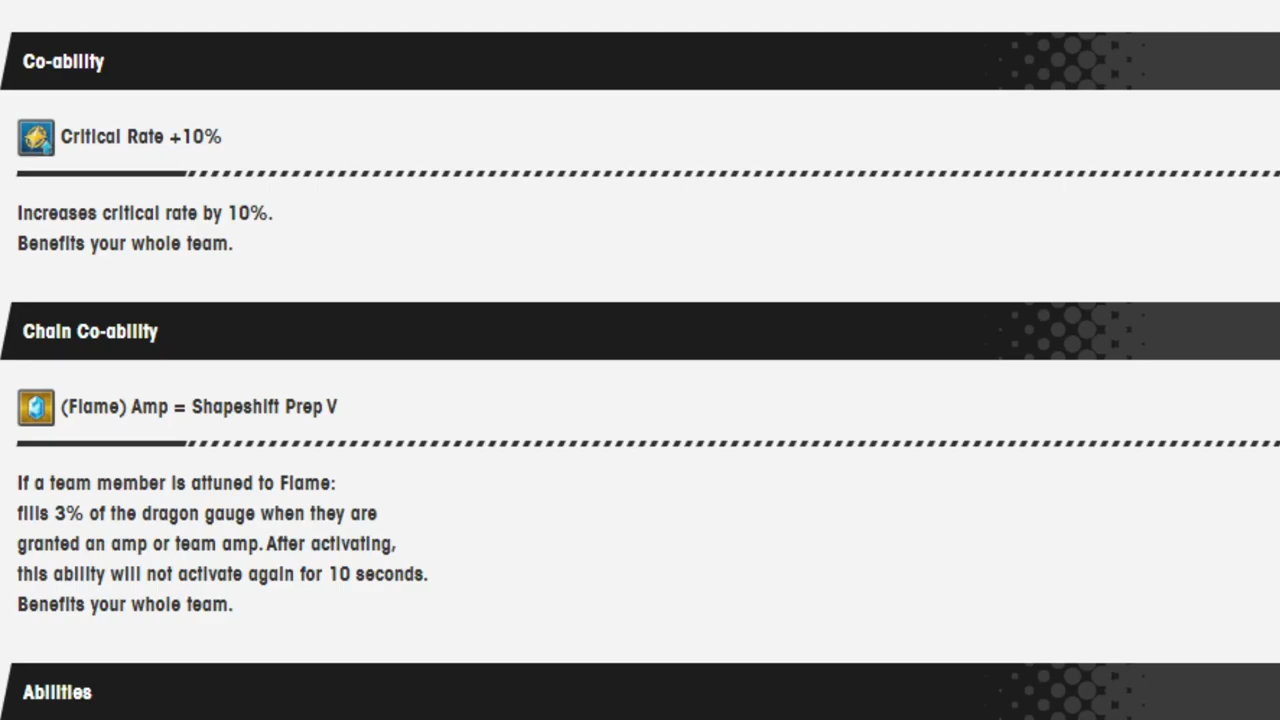 Co-ability
Critical Rate +10%
Increases critical rate by 10%.
Benefits your whole team.
Chain Co-ability
(Flame) Amp = Shapeshift Prep V
If a team member is attuned to Flame:
fills 3% of the dragon gauge when they are
granted an amp or team amp. After activating,
this ability will not activate again for 10 seconds.
Benefits your whole team.
Abilities